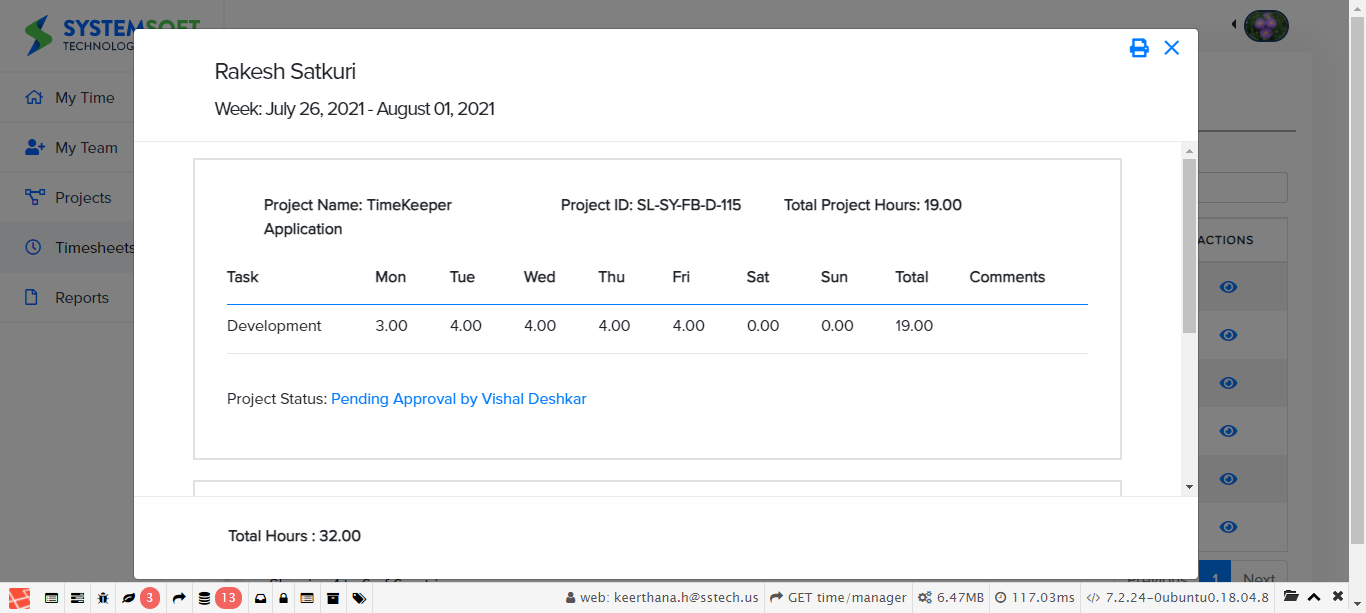 SYSTEMSOFT
TECHNOLOG
My Time
My Team
Projects
Timesheets
Reports
Rakesh Satkuri
Week: July 26, 2021 - August 01, 2021
Project Name: TimeKeeper
Application
Project ID: SL-SY-FB-D-115
Total Project Hours: 19.00
Task Mon Tue Wed Thu Fri Sat Sun Total Comments
Development 3.00 4.00 4.00 4.00 4.00 0.00 0.00 19.00
Project Status: Pending Approval by Vishal Deshkar
Total Hours : 32.00
ACTIONS
Previous 1 Next
3 13 web: keerthana.h@sstech.us GET time/manager 6.47MB 117.03ms 7.2.24-0ubuntu0.18.04.8